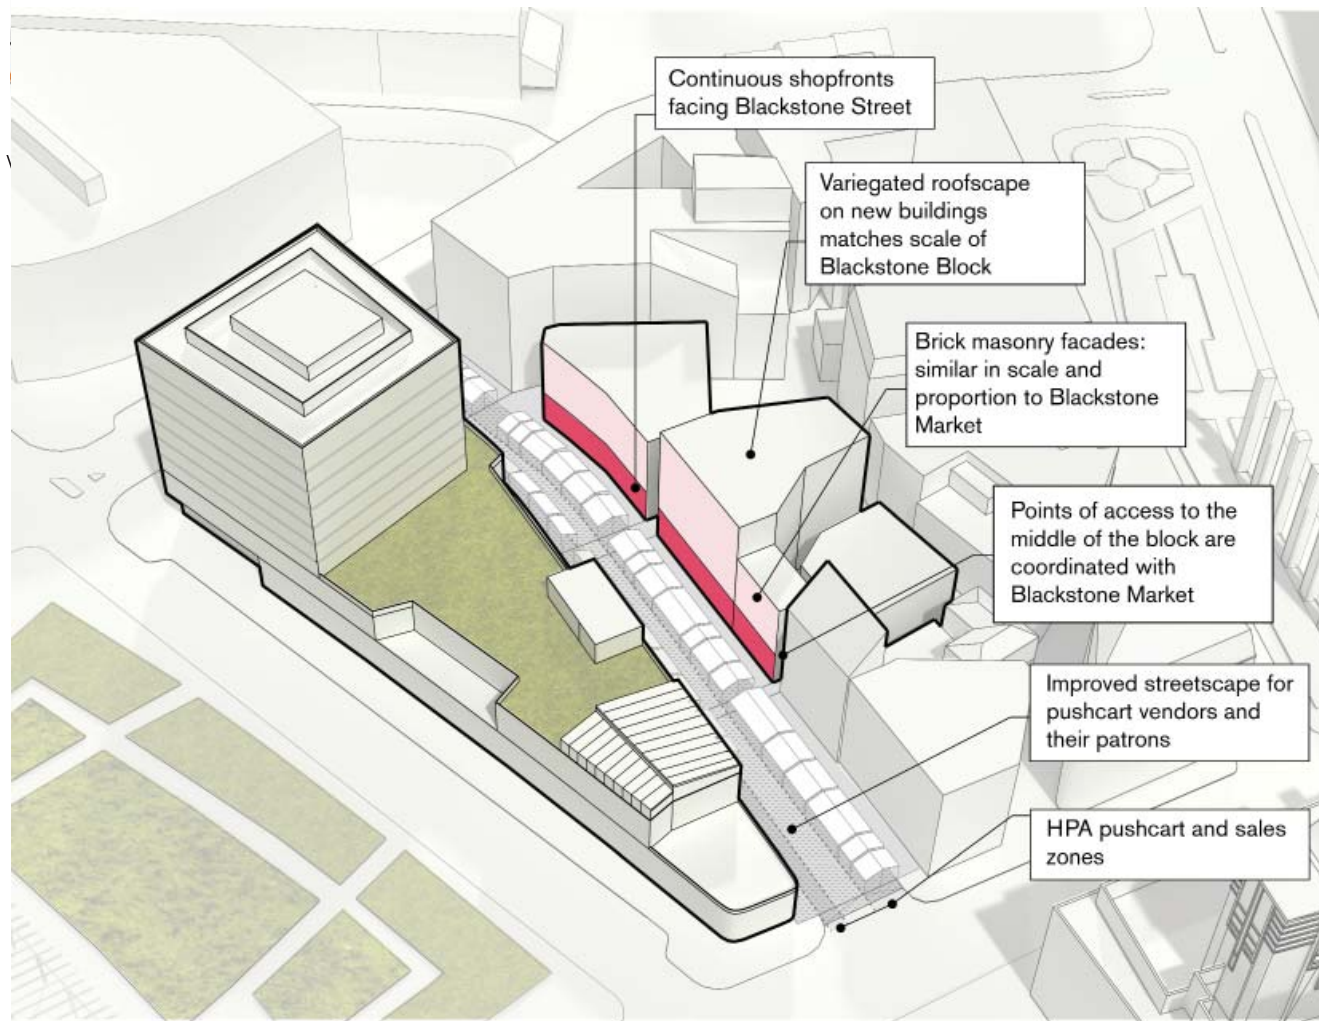 Continuous shopfronts
facing Blackstone Street
Variegated roofscape
on new buildings
matches scale of
Blackstone Block
Brick masonry facades:
similar in scale and
proportion to Blackstone
Market
Points of access to the
middle of the block are
coordinated with
Blackstone Market
Improved streetscape for
pushcart vendors and
their patrons
HPA pushcart and sales
zones